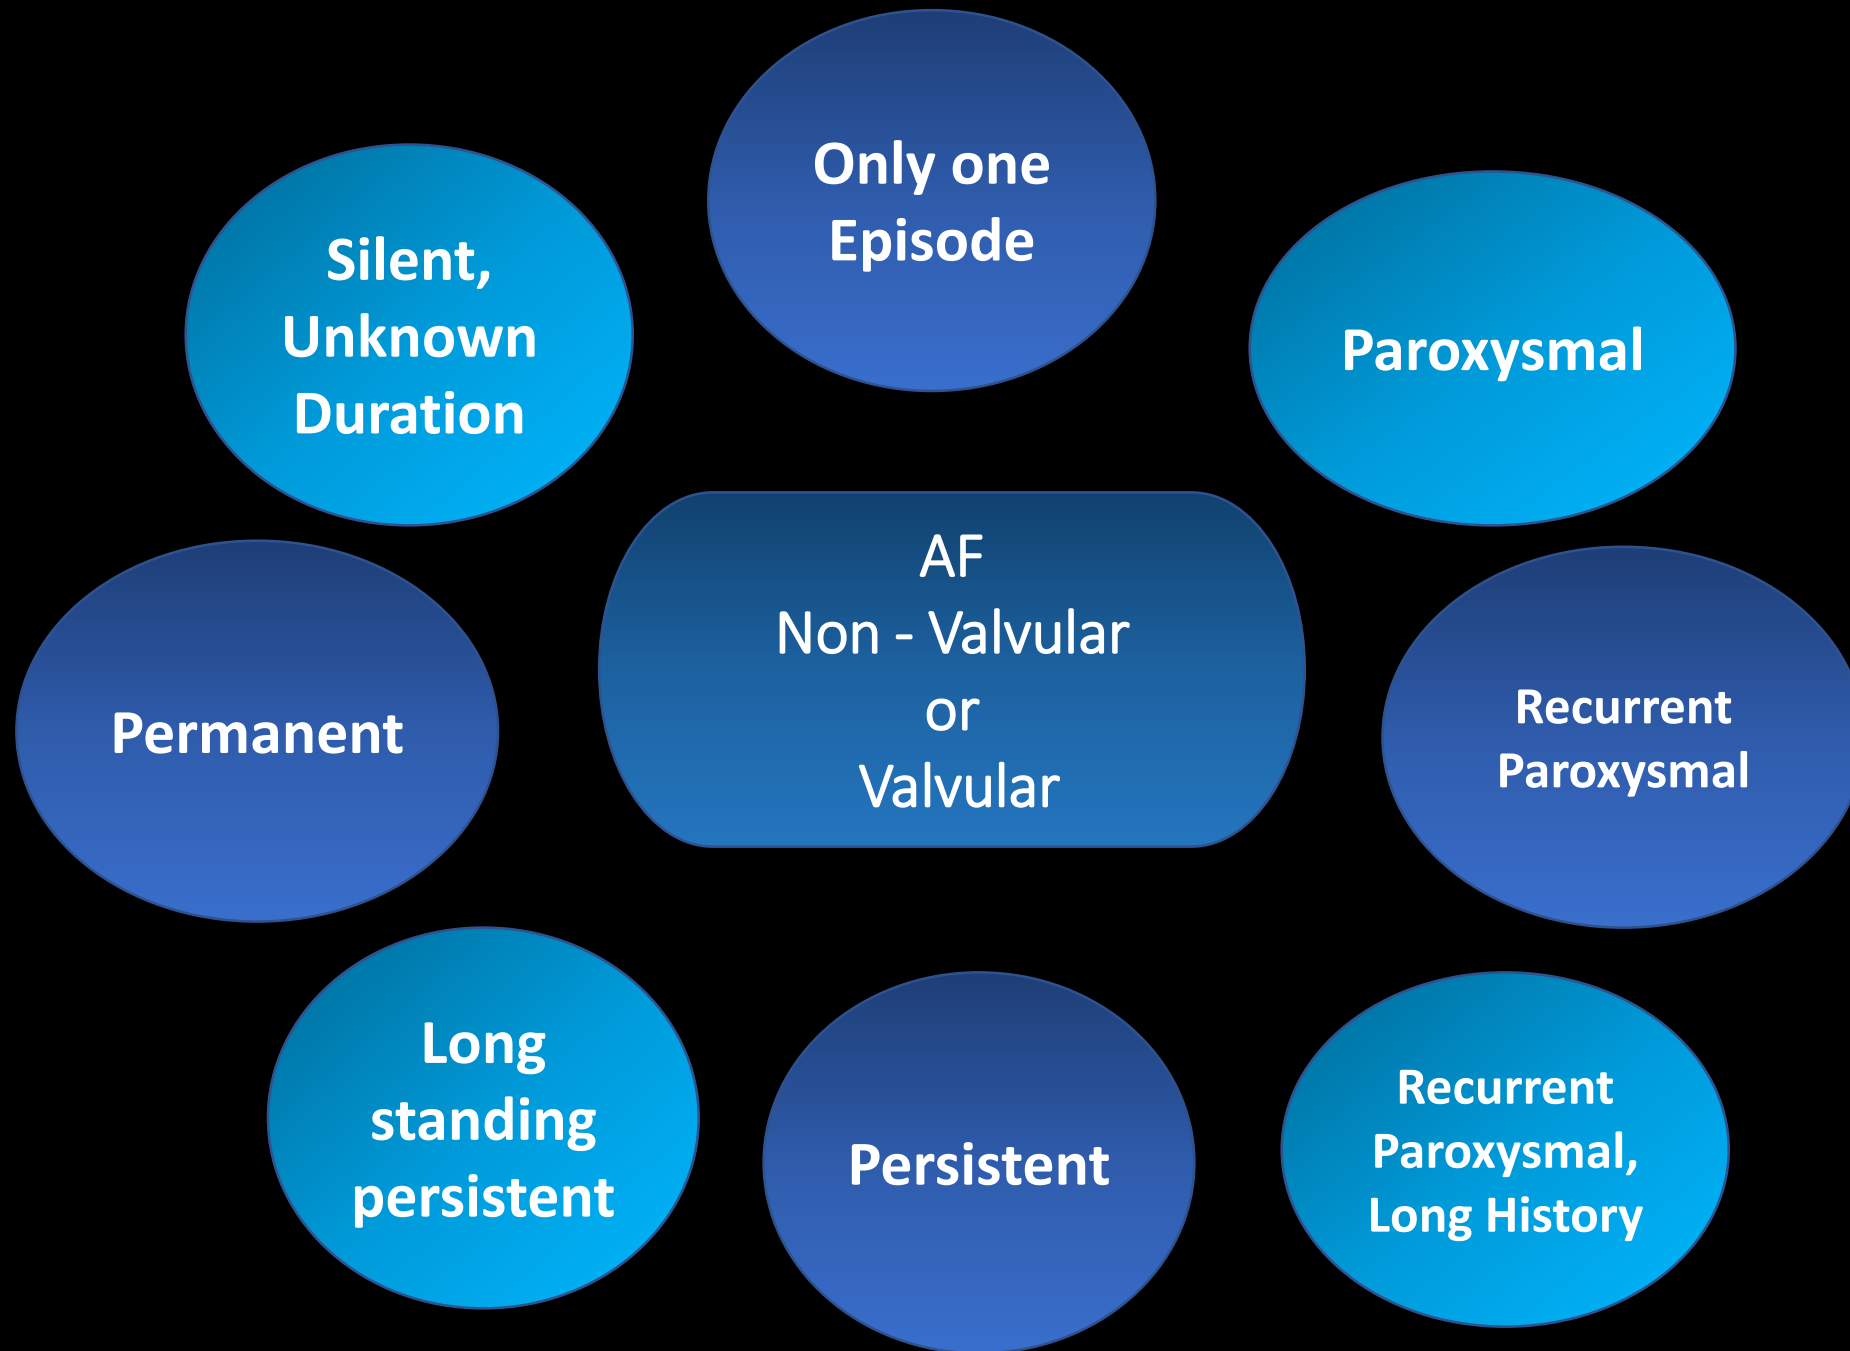 Only one
Episode
Silent,
Unknown
Duration
Paroxysmal
AF
Non - Valvular
or
Valvular
Permanent
Recurrent
Paroxysmal
Long
standing
persistent
Persistent
Recurrent
Paroxysmal,
Long History